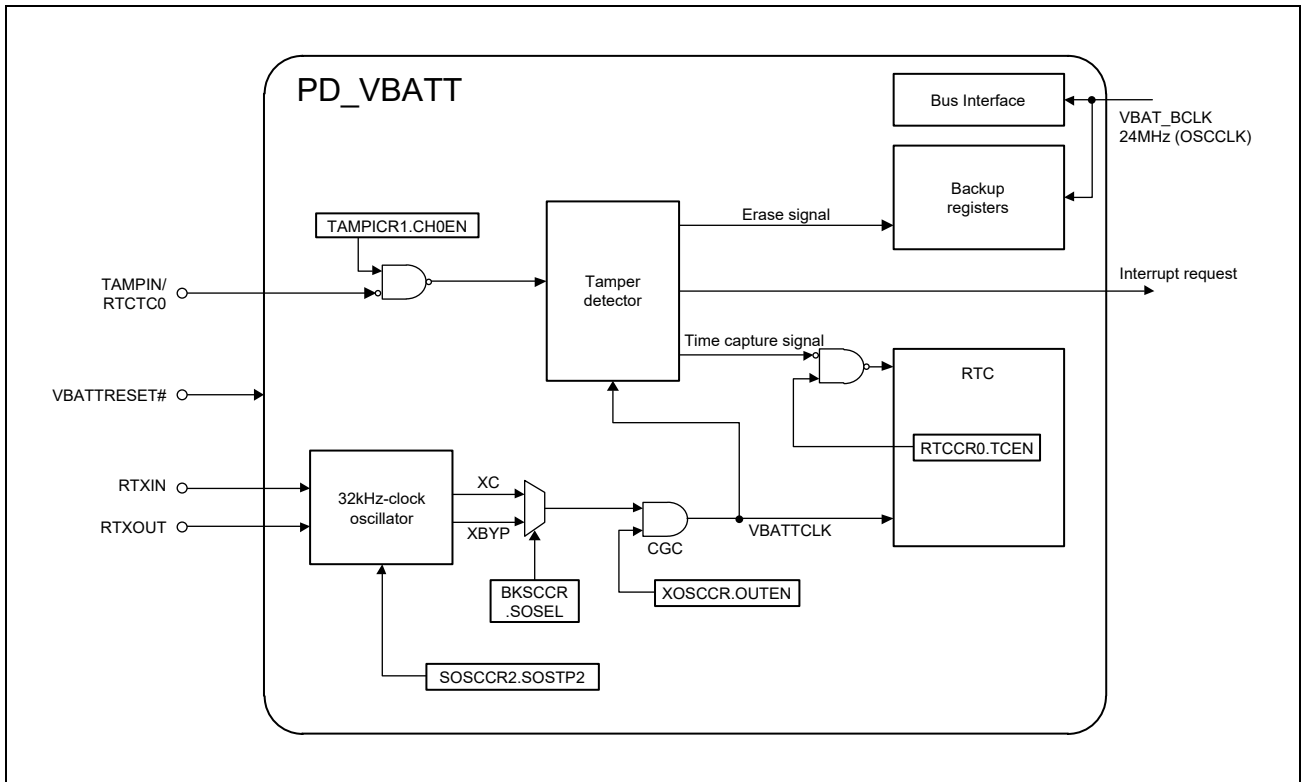 PD_VBATT
Bus Interface
VBAT_BCLK
24MHz (OSCCLK)
Backup
registers
TAMPICR1.CH0EN
Erase signal
TAMPIN/
RTCTC0
Tamper
detector
Interrupt request
Time capture signal
RTC
VBATTRESET#
RTCCR0.TCEN
RTXIN
RTXOUT
32kHz-clock
oscillator
XC
XBYP
CGC
VBATTCLK
BKSCCR
.SOSEL
XOSCCR.OUTEN
SOSCCR2.SOSTP2